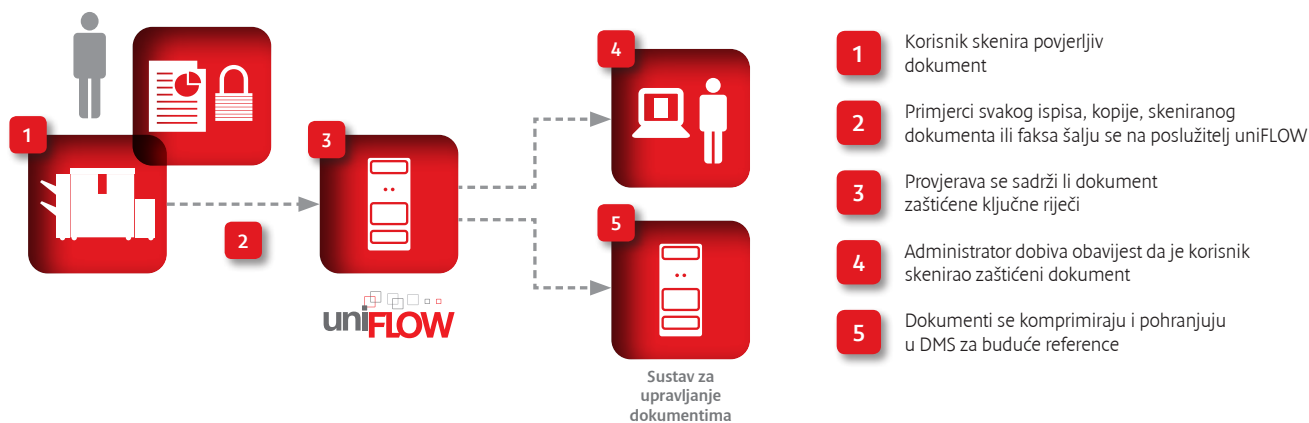 1
2
3
uniFLOW
4
5
Sustav za
upravljanje
dokumentima
1
Korisnik skenira povjerljiv
dokument
2
Primjerci svakog ispisa, kopije, skeniranog
dokumenta ili faksa šalju se na poslužitelj uniFLOW
3
Provjerava se sadrži li dokument
zaštićene ključne riječi
4
Administrator dobiva obavijest da je korisnik
skenirao zaštićeni dokument
5
Dokumenti se komprimiraju i pohranjuju
u DMS za buduće reference